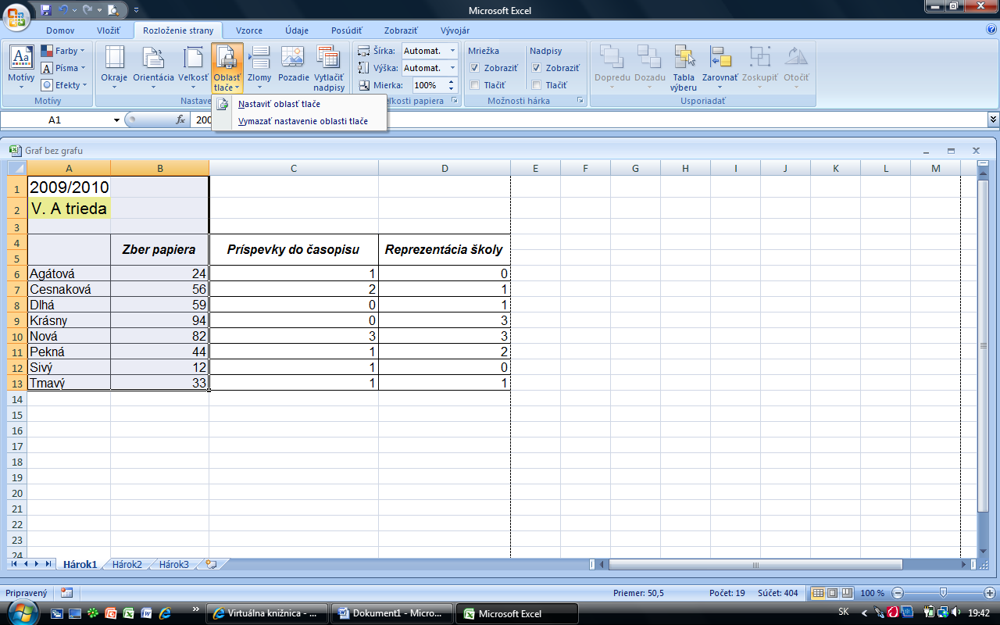 Microsoft Excel
Domov Vložiť Rozloženie strany Vzorce Údaje Posúdiť Zobraziť Vývojár
Motívy
Farby
Písma
Efekty
Motívy
Okraje
Orientácia
Veľkosť
Oblasť tlače
Zlomy
Pozadie
Vytlačiť nadpisy
Nastave
Šírka: Automat.
Výška: Automat.
Mierka: 100%
ľkosti papiera
Mriežka
Zobraziť
Tlačiť
Nadpisy
Zobraziť
Tlačiť
Možnosti hárka
Dopredu
Dozadu
Tabla výberu
Zarovnať
Zoskupiť
Otočiť
Usporiadať
Nastaviť oblasť tlače
Vymazať nastavenie oblasti tlače
A1 fx 200
Graf bez grafu
A B C D E F G H I J K L M
1 2009/2010
2 V. A trieda
3
4 Zber papiera Príspevky do časopisu Reprezentácia školy
5
6 Agátová 24 1 0
7 Cesnaková 56 2 1
8 Dlhá 59 0 1
9 Krásny 94 0 3
10 Nová 82 3 3
11 Pekná 44 1 2
12 Sivý 12 1 0
13 Tmavý 33 1 1
14
15
16
17
18
19
20
21
22
23
24
Hárok1 Hárok2 Hárok3
Pripravený Priemer: 50,5 Počet: 19 Súčet: 404 100 %
Virtuálna knižnica - ... Dokument1 - Micro... Microsoft Excel SK 19:42